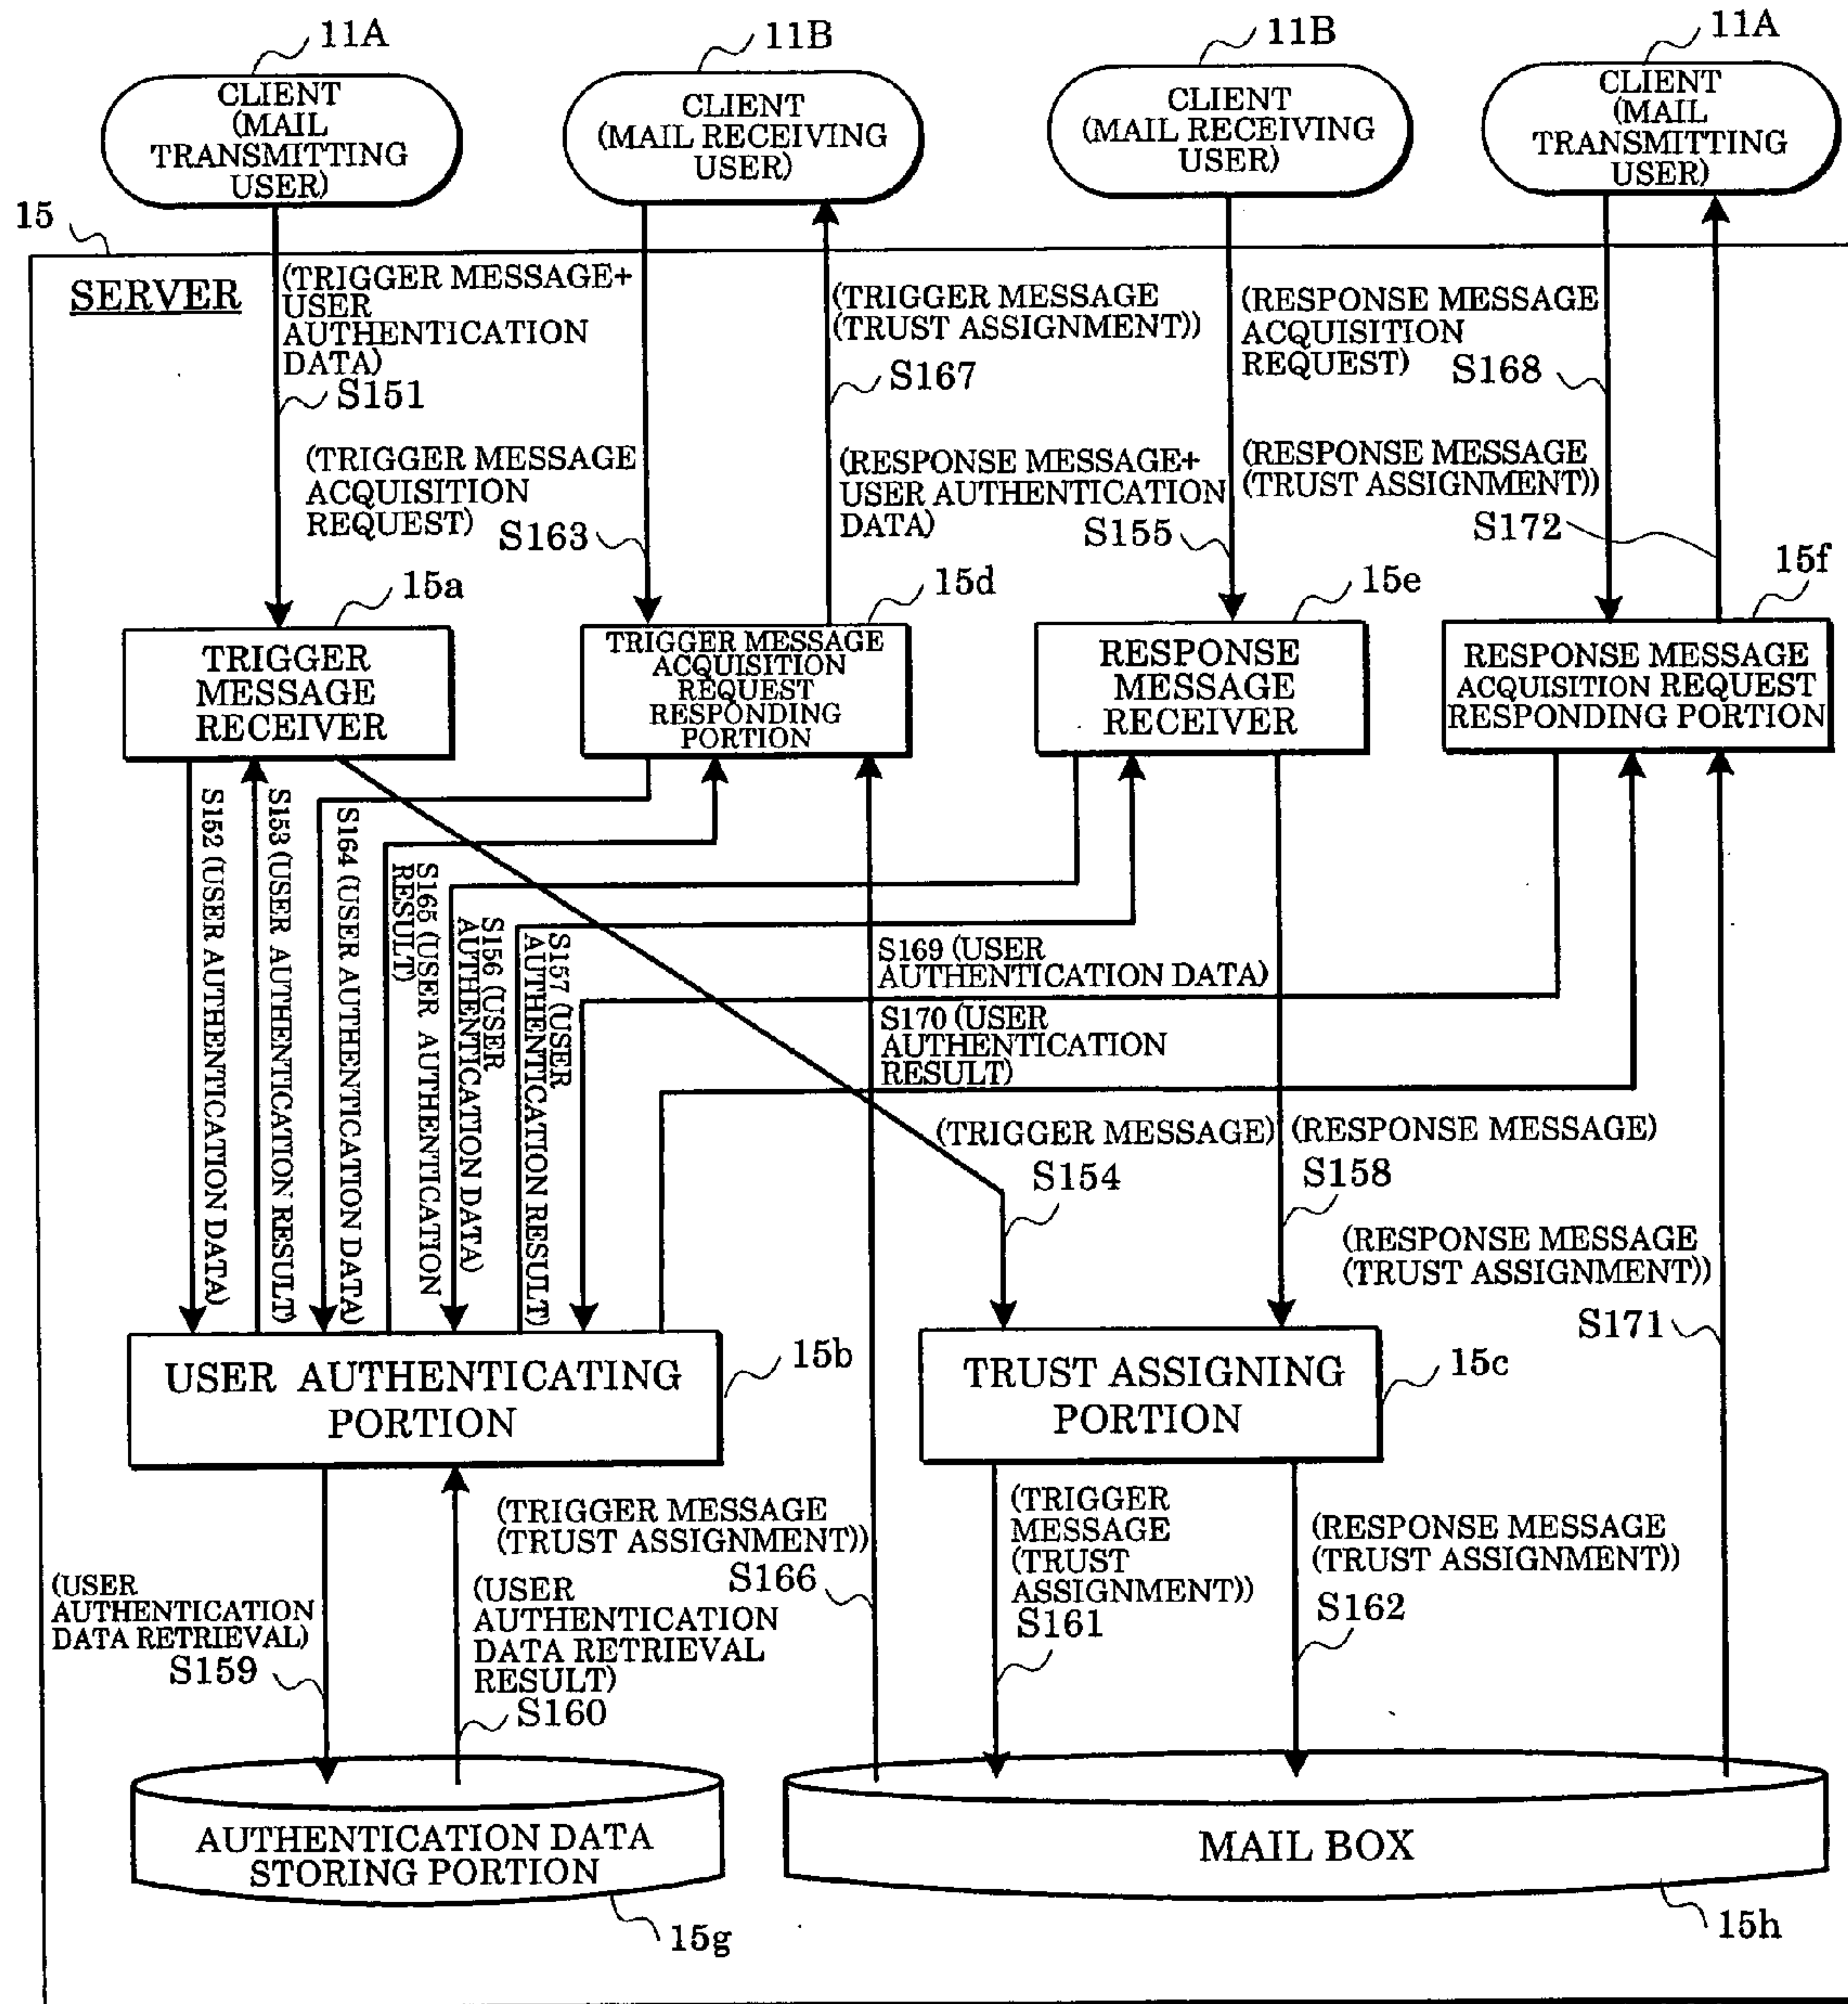 11A
CLIENT
(MAIL
TRANSMITTING
USER)
11B
CLIENT
(MAIL RECEIVING
USER)
11B
CLIENT
(MAIL RECEIVING
USER)
11A
CLIENT
(MAIL
TRANSMITTING
USER)
15
SERVER
(TRIGGER MESSAGE+
USER
AUTHENTICATION
DATA)
S151
(TRIGGER MESSAGE
(TRUST ASSIGNMENT))
S167
(RESPONSE MESSAGE
ACQUISITION
REQUEST)
S168
(TRIGGER MESSAGE
ACQUISITION
REQUEST)
S163
(RESPONSE MESSAGE+
USER AUTHENTICATION
DATA)
S155
(RESPONSE MESSAGE
(TRUST ASSIGNMENT))
S172
15a
TRIGGER
MESSAGE
RECEIVER
15d
TRIGGER MESSAGE
ACQUISITION
REQUEST
RESPONDING
PORTION
15e
RESPONSE
MESSAGE
RECEIVER
15f
RESPONSE MESSAGE
ACQUISITION REQUEST
RESPONDING PORTION
S152 (USER AUTHENTICATION DATA)
S153 (USER AUTHENTICATION RESULT)
S164 (USER AUTHENTICATION DATA)
S165 (USER AUTHENTICATION
RESULT)
S156 (USER
AUTHENTICATION DATA)
S157 (USER
AUTHENTICATION RESULT)
S169 (USER
AUTHENTICATION DATA)
S170 (USER
AUTHENTICATION
RESULT)
(TRIGGER MESSAGE)
S154
(RESPONSE MESSAGE)
S158
(RESPONSE MESSAGE
(TRUST ASSIGNMENT))
S171
USER AUTHENTICATING
PORTION
15b
TRUST ASSIGNING
PORTION
15c
(USER
AUTHENTICATION
DATA RETRIEVAL)
S159
(TRIGGER MESSAGE
(TRUST ASSIGNMENT))
S166
(USER
AUTHENTICATION
DATA RETRIEVAL
RESULT)
S160
(TRIGGER
MESSAGE
(TRUST
ASSIGNMENT))
S161
(RESPONSE MESSAGE
(TRUST ASSIGNMENT))
S162
AUTHENTICATION DATA
STORING PORTION
15g
MAIL BOX
15h